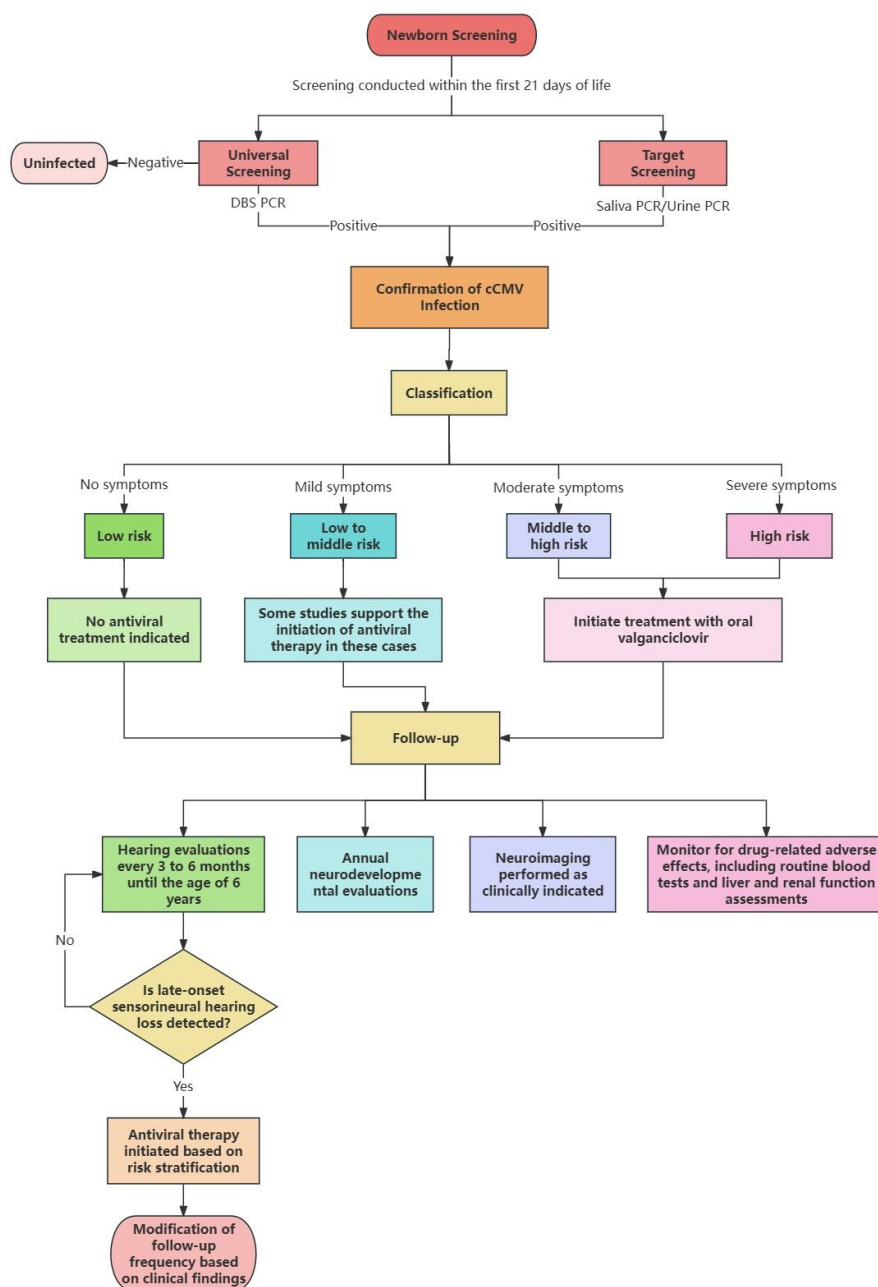 Newborn Screening
Screening conducted within the first 21 days of life
Uninfected
Negative
Universal
Screening
Target
Screening
DBS PCR
Saliva PCR/Urine PCR
Positive
Positive
Confirmation of cCMV
Infection
Classification
No symptoms
Mild symptoms
Moderate symptoms
Severe symptoms
Low risk
Low to
middle risk
Middle to
high risk
High risk
No antiviral
treatment indicated
Some studies support the
initiation of antiviral
therapy in these cases
Initiate treatment with oral
valganciclovir
Follow-up
Hearing evaluations
every 3 to 6 months
until the age of 6
years
Annual
neurodevelopme
ntal evaluations
Neuroimaging
performed as
clinically indicated
Monitor for drug-related adverse
effects, including routine blood
tests and liver and renal function
assessments
No
Is late-onset
sensorineural hearing
loss detected?
Yes
Antiviral therapy
initiated based on
risk stratification
Modification of
follow-up
frequency based
on clinical findings